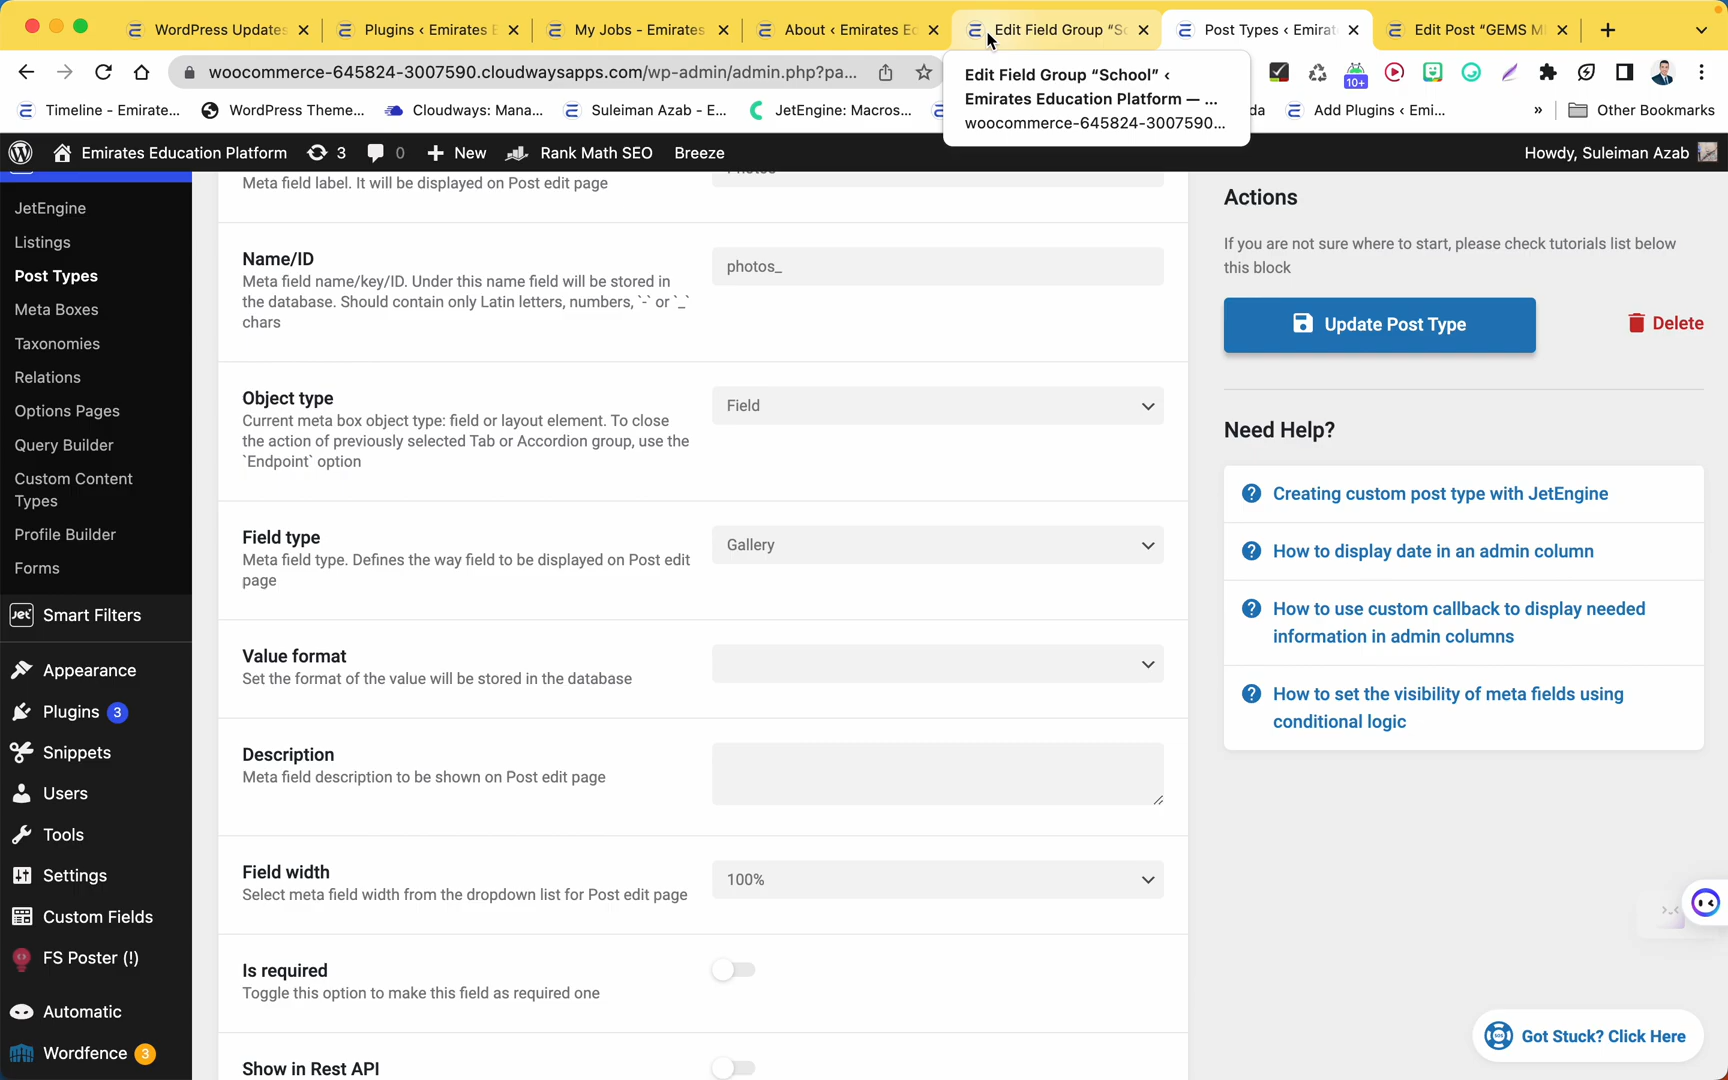 WordPress Updates
Plugins ‹ Emirates E
My Jobs - Emirates
About ‹ Emirates Ed
Edit Field Group “Sc
Post Types ‹ Emirat
Edit Post “GEMS M
woocommerce-645824-3007590.cloudwaysapps.com/wp-admin/admin.php?pa...
10+
Edit Field Group “School” ‹
Emirates Education Platform — ...
woocommerce-3007590...
Timeline - Emirate...
WordPress Theme...
Cloudways: Mana...
Suleiman Azab - E...
JetEngine: Macros...
da
Add Plugins ‹ Emi...
»
Other Bookmarks
Emirates Education Platform
3
0
New
Rank Math SEO
Breeze
Howdy, Suleiman Azab
JetEngine
Listings
Post Types
Meta Boxes
Taxonomies
Relations
Options Pages
Query Builder
Custom Content
Types
Profile Builder
Forms
Jet Smart Filters
Appearance
Plugins 3
Snippets
Users
Tools
Settings
Custom Fields
FS Poster (!)
Automatic
Wordfence 3
Meta field label. It will be displayed on Post edit page
Photos
Name/ID
Meta field name/key/ID. Under this name field will be stored in
the database. Should contain only Latin letters, numbers, `-` or `_`
chars
photos_
Object type
Current meta box object type: field or layout element. To close
the action of previously selected Tab or Accordion group, use the
`Endpoint` option
Field
Field type
Meta field type. Defines the way field to be displayed on Post edit
page
Gallery
Value format
Set the format of the value will be stored in the database
Description
Meta field description to be shown on Post edit page
Field width
Select meta field width from the dropdown list for Post edit page
100%
Is required
Toggle this option to make this field as required one
Show in Rest API
Actions
If you are not sure where to start, please check tutorials list below
this block
Update Post Type
Delete
Need Help?
Creating custom post type with JetEngine
How to display date in an admin column
How to use custom callback to display needed
information in admin columns
How to set the visibility of meta fields using
conditional logic
Got Stuck? Click Here